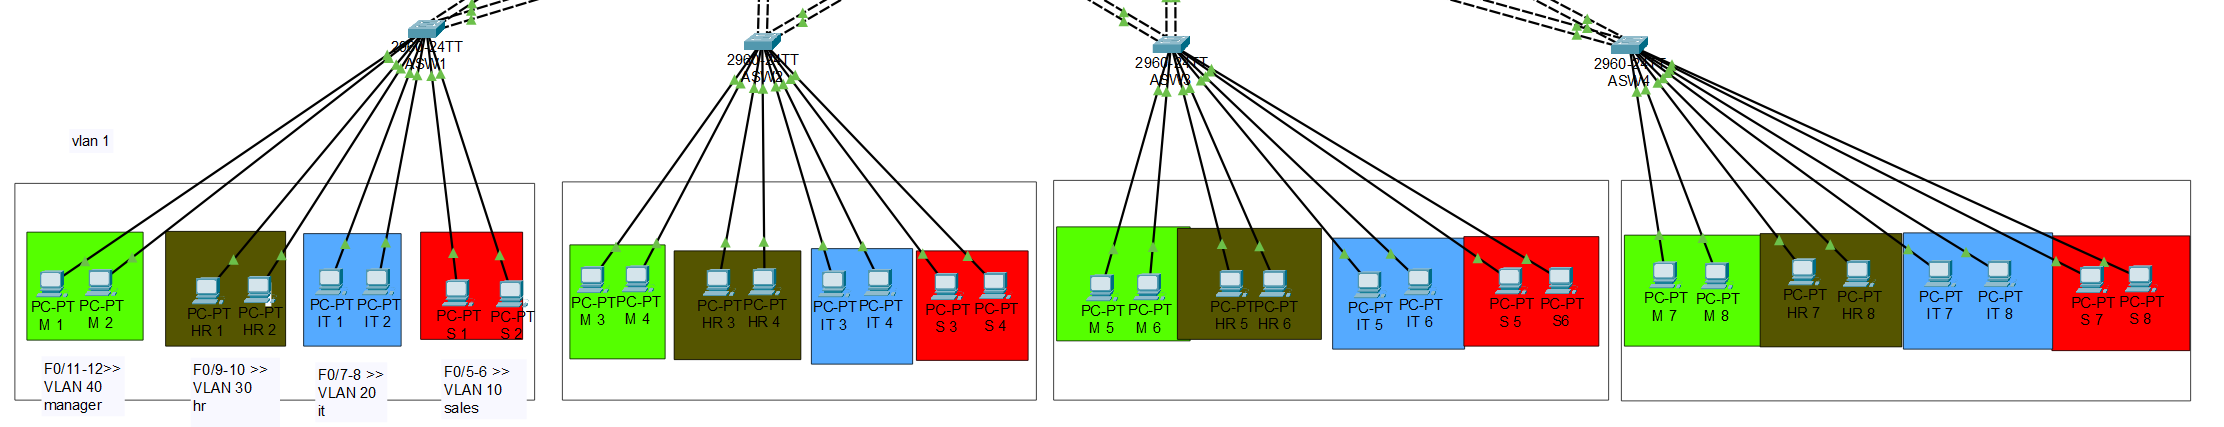 2960-24TT
ASW1
2960-24TT
ASW2
2960-24TT
ASW3
2960-24TT
ASW4
vlan 1
PC-PT
M 1
PC-PT
M 2
PC-PT
HR 1
PC-PT
HR 2
PC-PT
IT 1
PC-PT
IT 2
PC-PT
S 1
PC-PT
S 2
PC-PT
M 3
PC-PT
M 4
PC-PT
HR 3
PC-PT
HR 4
PC-PT
IT 3
PC-PT
IT 4
PC-PT
S 3
PC-PT
S 4
PC-PT
M 5
PC-PT
M 6
PC-PT
HR 5
PC-PT
HR 6
PC-PT
IT 5
PC-PT
IT 6
PC-PT
S 5
PC-PT
S6
PC-PT
M 7
PC-PT
M 8
PC-PT
HR 7
PC-PT
HR 8
PC-PT
IT 7
PC-PT
IT 8
PC-PT
S 7
PC-PT
S 8
F0/11-12>>
VLAN 40
manager
F0/9-10 >>
VLAN 30
hr
F0/7-8 >>
VLAN 20
it
F0/5-6 >>
VLAN 10
sales